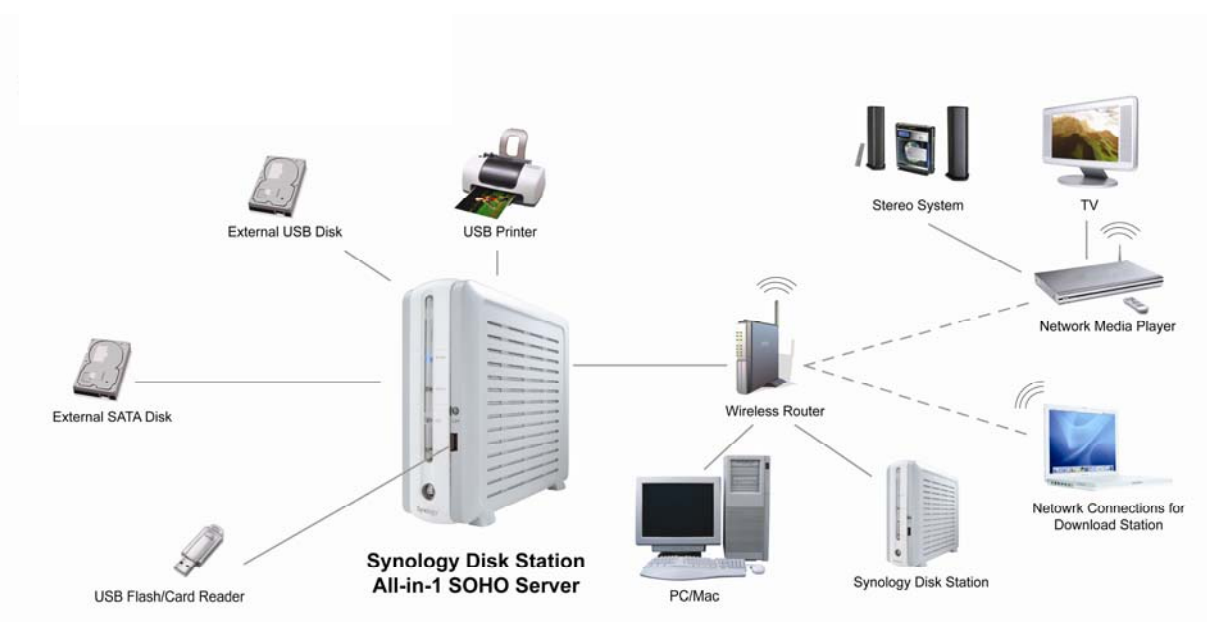 Stereo System
TV
External USB Disk
USB Printer
Network Media Player
External SATA Disk
Wireless Router
Synology
Netowrk Connections for
Download Station
Synology Disk Station
All-in-1 SOHO Server
USB Flash/Card Reader
PC/Mac
Synology Disk Station